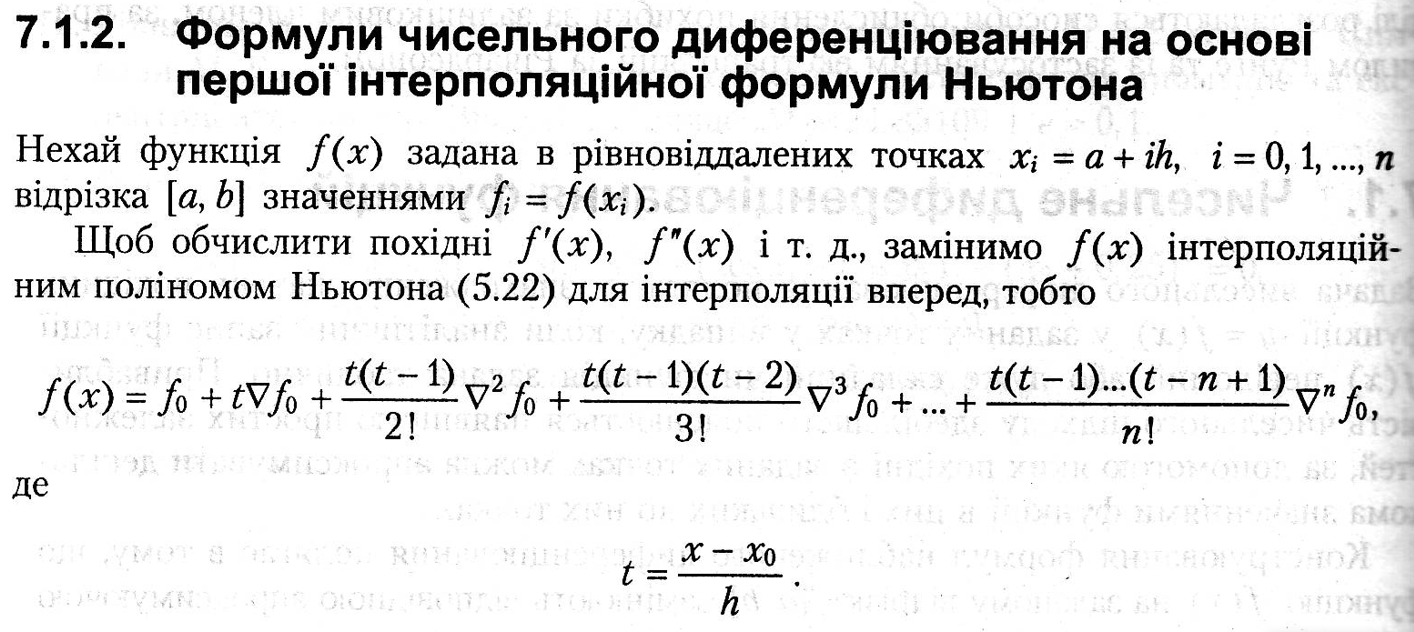 7.1.2. Формули чисельного диференціювання на основі
першої інтерполяційної формули Ньютона
Нехай функція f(x) задана в рівновіддалених точках xᵢ = a + ih, i = 0, 1, ..., n
відрізка [a, b] значеннями fᵢ = f(xᵢ).
Щоб обчислити похідні f′(x), f″(x) і т. д., замінимо f(x) інтерполяцій-
ним поліномом Ньютона (5.22) для інтерполяції вперед, тобто
f(x) = f₀ + t∇f₀ + t(t − 1)/2! ∇²f₀ + t(t − 1)(t − 2)/3! ∇³f₀ + ... + t(t − 1)...(t − n + 1)/n! ∇ⁿf₀,
де
t = (x − x₀)/h .